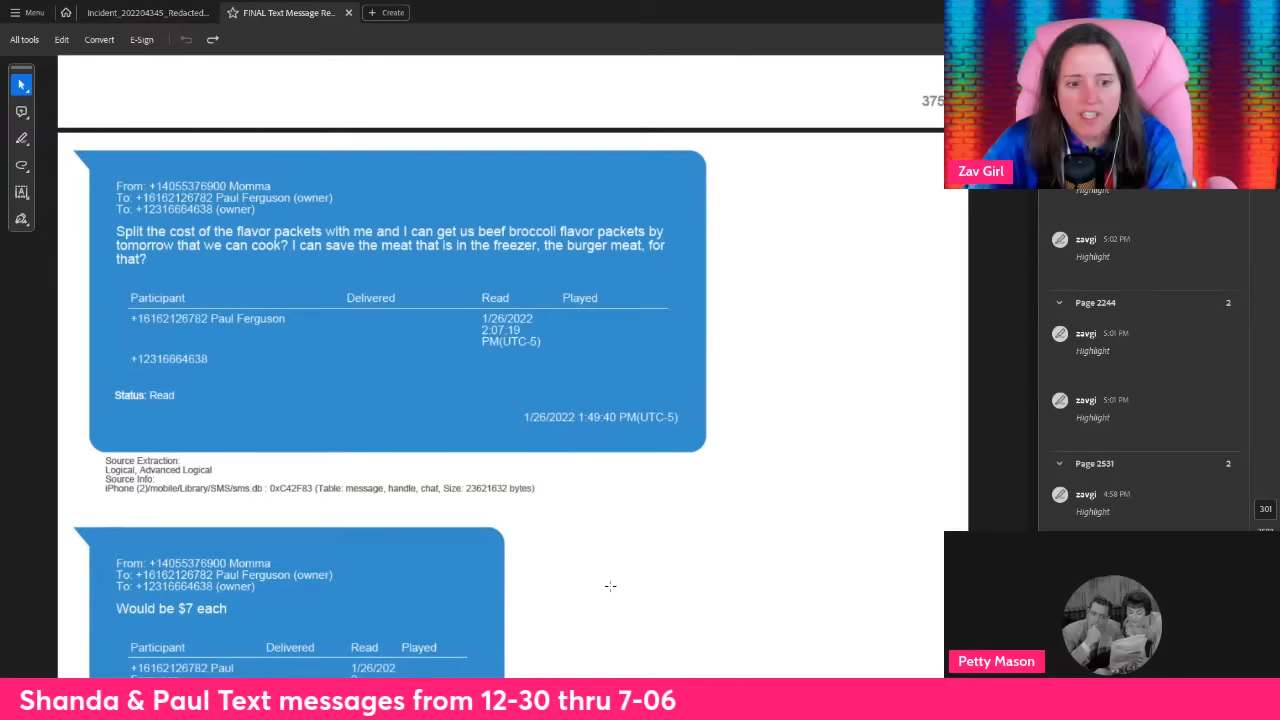 Menu
Incident_202204345_Redacted...
FINAL Text Message Re...
Create
All tools
Edit
Convert
E-Sign
375
From: +14055376900 Momma
To: +16162126782 Paul Ferguson (owner)
To: +12316664638 (owner)
Split the cost of the flavor packets with me and I can get us beef broccoli flavor packets by
tomorrow that we can cook? I can save the meat that is in the freezer, the burger meat, for
that?
Participant Delivered Read Played
+16162126782 Paul Ferguson 1/26/2022
2:07:19
PM(UTC-5)
+12316664638
Status: Read
1/26/2022 1:49:40 PM(UTC-5)
Source Extraction:
Logical, Advanced Logical
Source Info:
iPhone (2)/mobile/Library/SMS/sms.db : 0xC42F83 (Table: message, handle, chat, Size: 23621632 bytes)
From: +14055376900 Momma
To: +16162126782 Paul Ferguson (owner)
To: +12316664638 (owner)
Would be $7 each
Participant Delivered Read Played
+16162126782 Paul 1/26/202
Zav Girl
Highlight
zavgi 5:02 PM
Highlight
Page 2244 2
zavgi 5:01 PM
Highlight
zavgi 5:01 PM
Highlight
Page 2531 2
zavgi 4:58 PM
Highlight
301
Petty Mason
Shanda & Paul Text messages from 12-30 thru 7-06